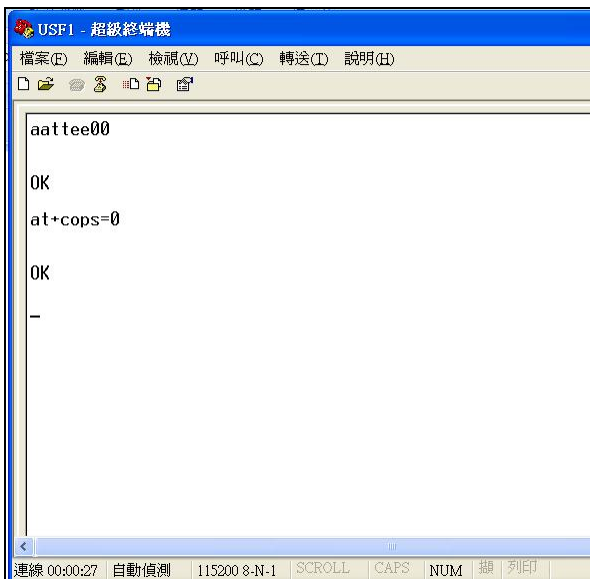 USF1 - 超級終端機
檔案(F) 編輯(E) 檢視(V) 呼叫(C) 轉送(T) 說明(H)
aattee00
OK
at+cops=0
OK
連線 00:00:27 自動偵測 115200 8-N-1 SCROLL CAPS NUM 擷 列印